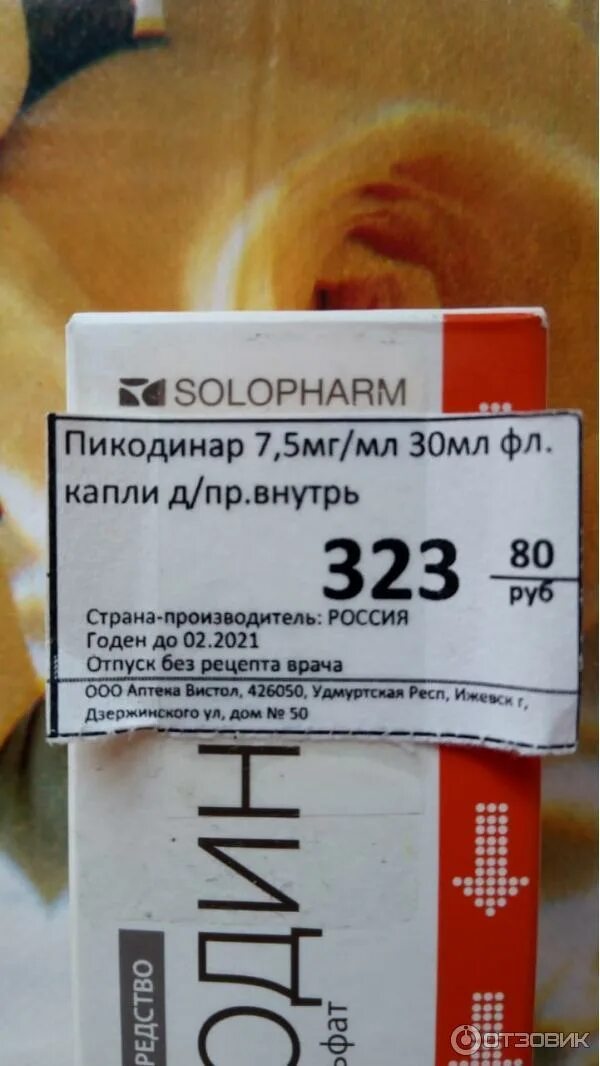 SOLOPHARM
Пикодинар 7,5мг/мл 30мл фл.
капли д/пр.внутрь
323 80 руб
Страна-производитель: РОССИЯ
Годен до 02.2021
Отпуск без рецепта врача
ООО Аптека Вистол, 426050, Удмуртская Респ, Ижевск г,
Дзержинского ул, дом № 50
ОДИН
РЕДСТВО
ьфат
ОТЗОВИК